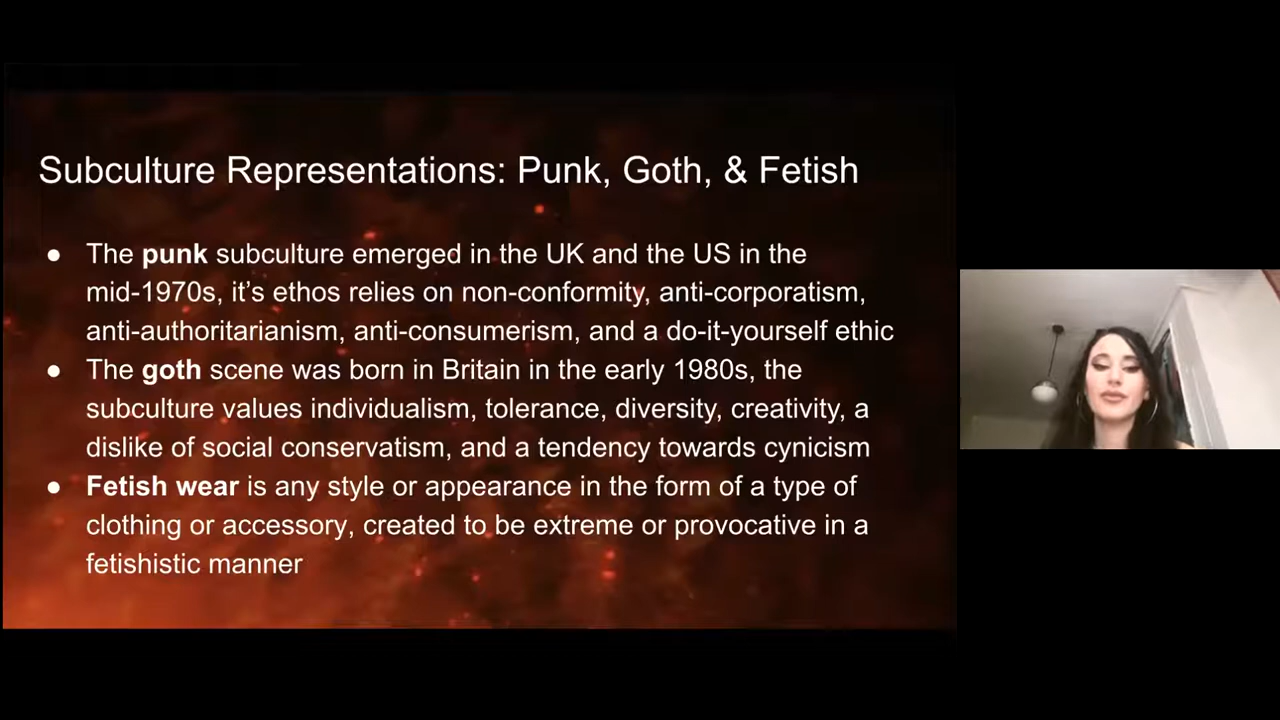 Subculture Representations: Punk, Goth, & Fetish
● The punk subculture emerged in the UK and the US in the
mid-1970s, it’s ethos relies on non-conformity, anti-corporatism,
anti-authoritarianism, anti-consumerism, and a do-it-yourself ethic
● The goth scene was born in Britain in the early 1980s, the
subculture values individualism, tolerance, diversity, creativity, a
dislike of social conservatism, and a tendency towards cynicism
● Fetish wear is any style or appearance in the form of a type of
clothing or accessory, created to be extreme or provocative in a
fetishistic manner